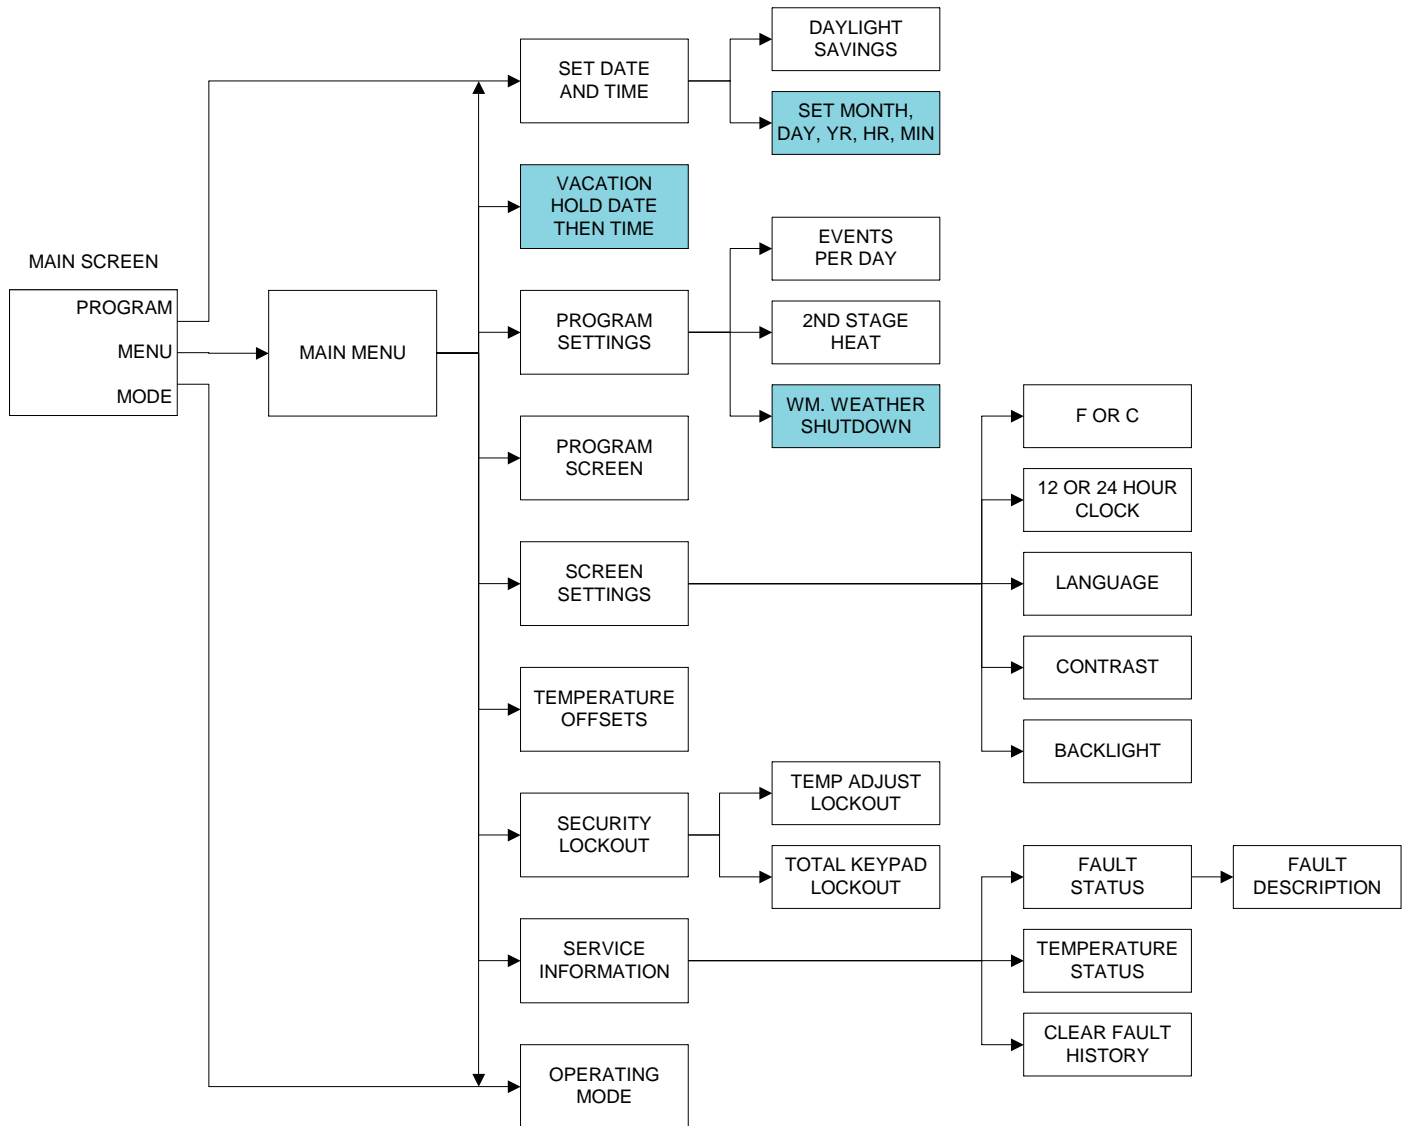 MAIN SCREEN
PROGRAM
MENU
MODE
MAIN MENU
SET DATE
AND TIME
DAYLIGHT
SAVINGS
SET MONTH,
DAY, YR, HR, MIN
VACATION
HOLD DATE
THEN TIME
PROGRAM
SETTINGS
EVENTS
PER DAY
2ND STAGE
HEAT
WM. WEATHER
SHUTDOWN
PROGRAM
SCREEN
SCREEN
SETTINGS
F OR C
12 OR 24 HOUR
CLOCK
LANGUAGE
CONTRAST
BACKLIGHT
TEMPERATURE
OFFSETS
SECURITY
LOCKOUT
TEMP ADJUST
LOCKOUT
TOTAL KEYPAD
LOCKOUT
SERVICE
INFORMATION
FAULT
STATUS
FAULT
DESCRIPTION
TEMPERATURE
STATUS
CLEAR FAULT
HISTORY
OPERATING
MODE